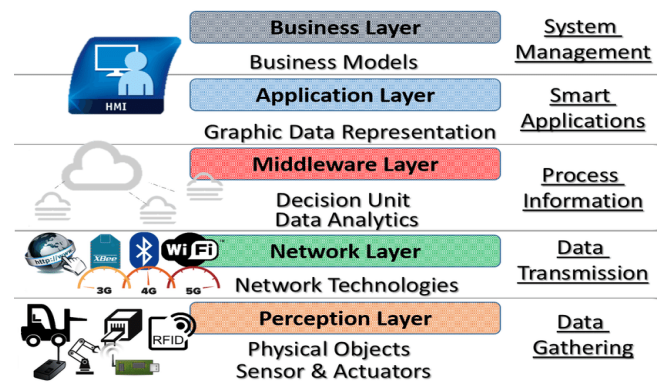 Business Layer
Business Models
System
Management
HMI
Application Layer
Graphic Data Representation
Smart
Applications
Middleware Layer
Decision Unit
Data Analytics
Process
Information
http://www
XBee
WiFi
3G
4G
5G
Network Layer
Network Technologies
Data
Transmission
RFID
Perception Layer
Physical Objects
Sensor & Actuators
Data
Gathering